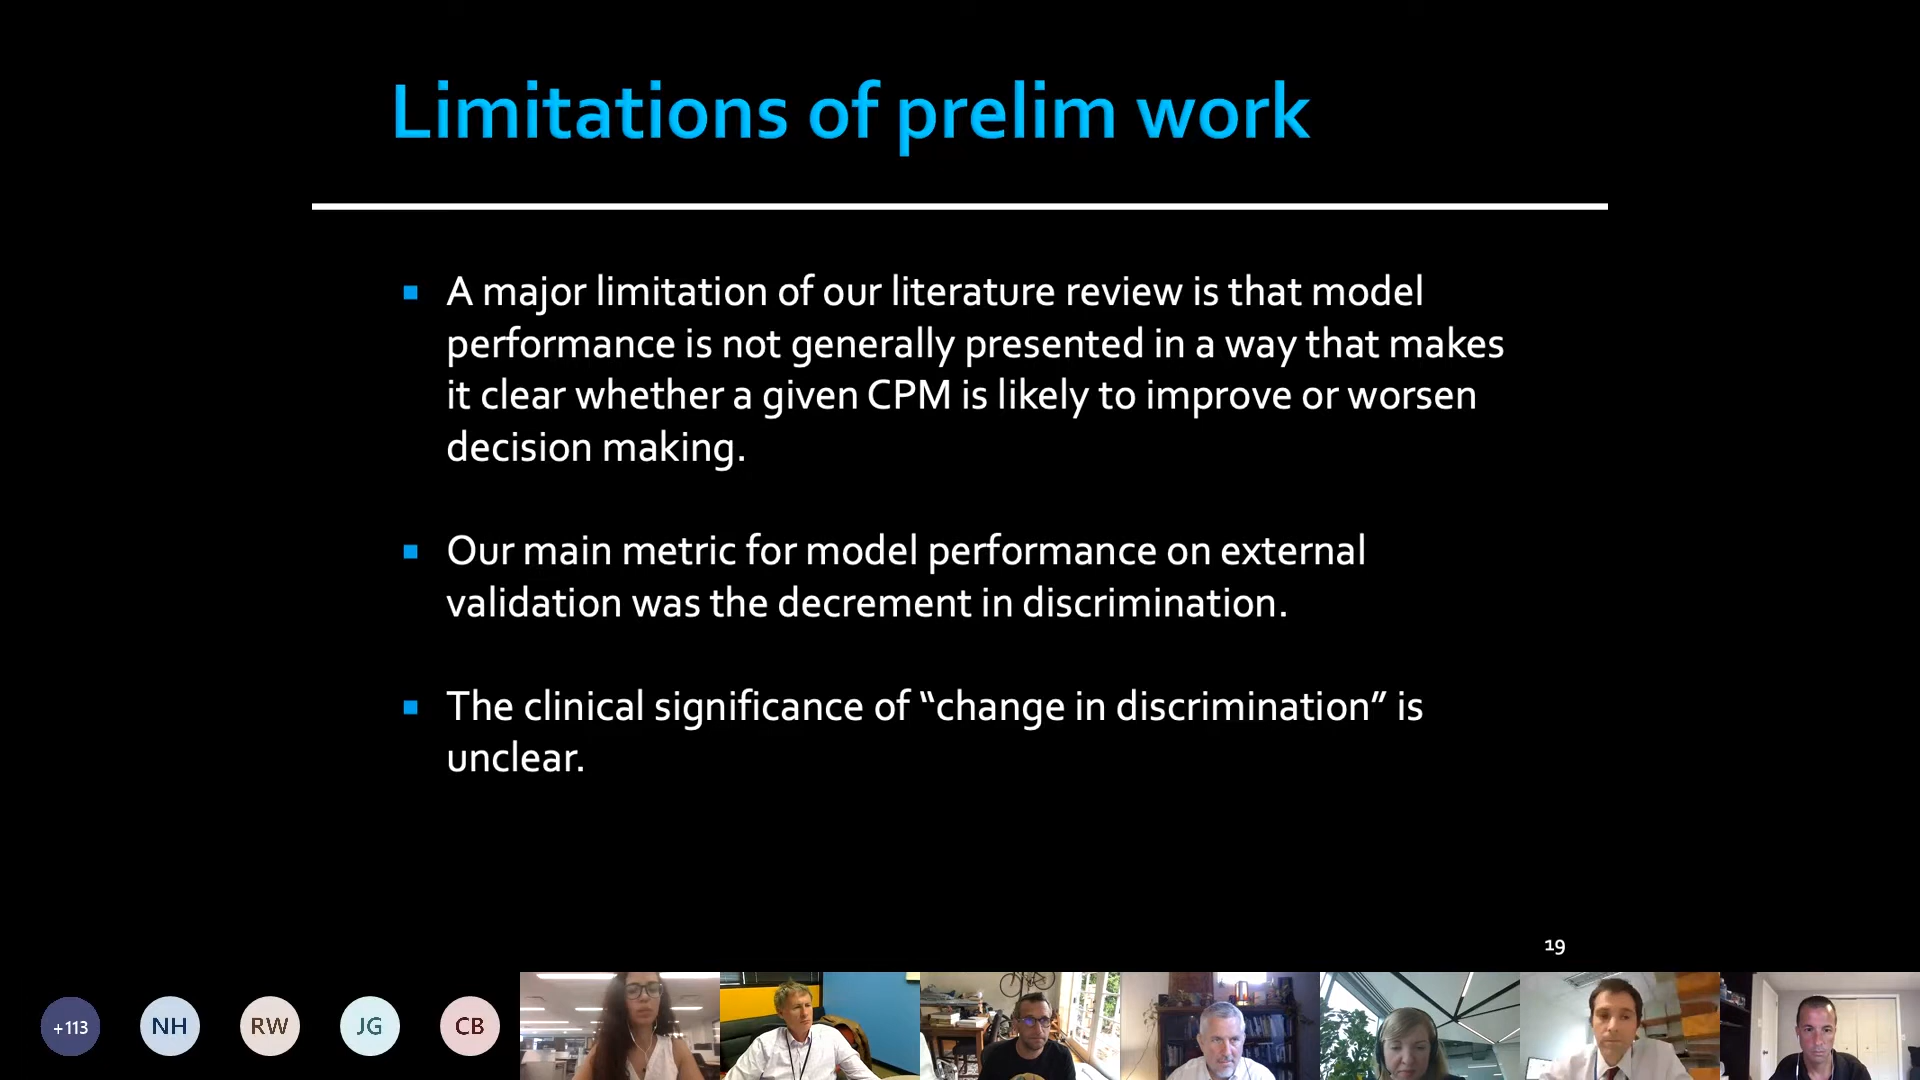 Limitations of prelim work
A major limitation of our literature review is that model
performance is not generally presented in a way that makes
it clear whether a given CPM is likely to improve or worsen
decision making.
Our main metric for model performance on external
validation was the decrement in discrimination.
The clinical significance of “change in discrimination” is
unclear.
19
+113
NH
RW
JG
CB